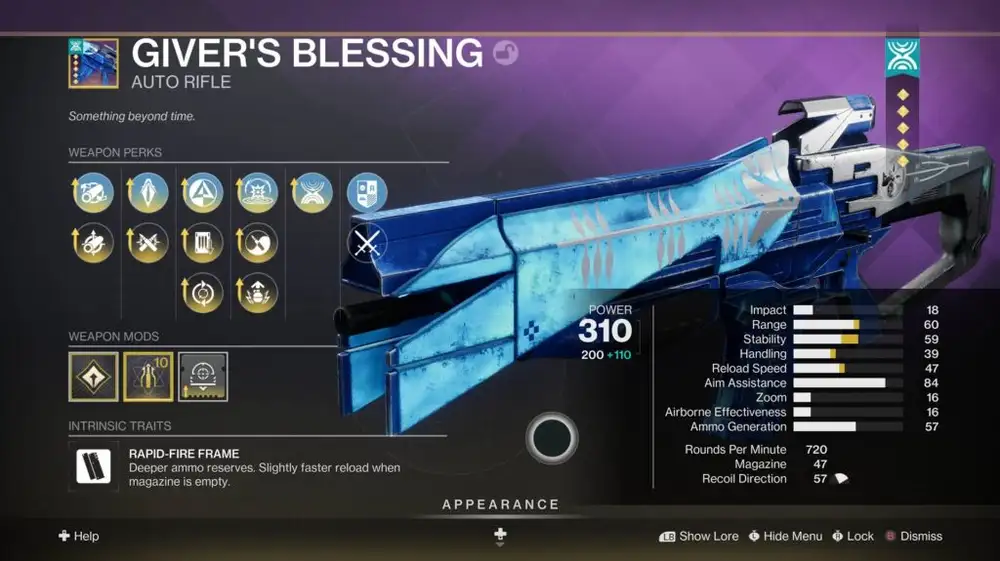 GIVER'S BLESSING
AUTO RIFLE
Something beyond time.
WEAPON PERKS
WEAPON MODS
10
INTRINSIC TRAITS
RAPID-FIRE FRAME
Deeper ammo reserves. Slightly faster reload when
magazine is empty.
POWER
310
200 +110
Impact 18
Range 60
Stability 59
Handling 39
Reload Speed 47
Aim Assistance 84
Zoom 16
Airborne Effectiveness 16
Ammo Generation 57
Rounds Per Minute 720
Magazine 47
Recoil Direction 57
APPEARANCE
Help
LB Show Lore
L Hide Menu
R Lock
B Dismiss